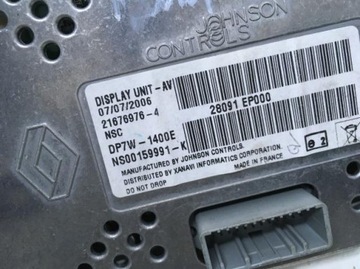 JOHNSON
CONTROLS
DISPLAY UNIT-AV
07/07/2006
21676976-4
28091 EP000
NSC
DP7W-1400E
NS00159991-K
MANUFACTURED BY JOHNSON CONTROLS.
DISTRIBUTED BY XANAVI INFORMATICS CORPORATION.
DO NOT DROP
MADE IN FRANCE
e2